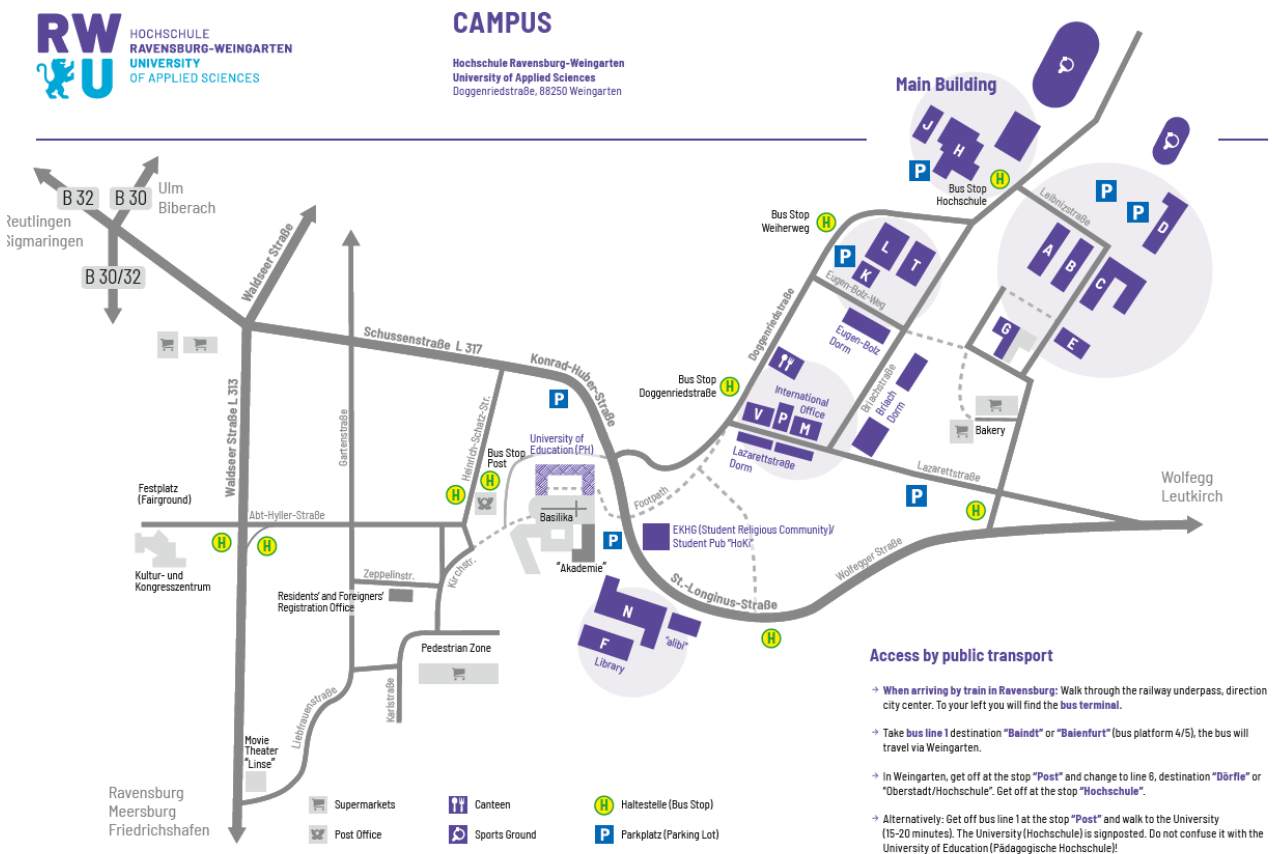 RW
U
HOCHSCHULE
RAVENSBURG-WEINGARTEN
UNIVERSITY
OF APPLIED SCIENCES
CAMPUS
Hochschule Ravensburg-Weingarten
University of Applied Sciences
Doggenriedstraße, 88250 Weingarten
Main Building
J
H
P
Bus Stop
Hochschule
H
Leibnizstraße
P
P
D
A
B
C
G
E
B 32
B 30
Ulm
Biberach
Reutlingen
Sigmaringen
B 30/32
Waldseer Straße
Bus Stop
Weiherweg
H
P
L
T
K
Eugen-Bolz-Weg
Doggenriedstraße
Eugen-Bolz
Dorm
Schussenstraße L 317
Konrad-Huber-Straße
P
Bus Stop
Doggenriedstraße
H
International
Office
V
P
M
Briachstraße
Briach
Dorm
Bakery
Lazarettstraße
Dorm
Lazarettstraße
P
H
Wolfegg
Leutkirch
Waldseer Straße L 313
Gartenstraße
Heinrich-Schatz-Str.
Bus Stop
Post
H
H
University of
Education (PH)
Basilika
"Akademie"
P
Footpath
EKHG (Student Religious Community)/
Student Pub "HoKi"
Festplatz
(Fairground)
Abt-Hyller-Straße
H
H
Kultur- und
Kongresszentrum
Zeppelinstr.
Kirchstr.
Residents' and Foreigners'
Registration Office
St.-Longinus-Straße
Wolfegger Straße
H
N
F
"alibi"
Library
Pedestrian Zone
Karlstraße
Liebfrauenstraße
Movie
Theater
"Linse"
Ravensburg
Meersburg
Friedrichshafen
Supermarkets
Post Office
Canteen
Sports Ground
H
Haltestelle (Bus Stop)
P
Parkplatz (Parking Lot)
Access by public transport
→ When arriving by train in Ravensburg: Walk through the railway underpass, direction
city center. To your left you will find the bus terminal.
→ Take bus line 1 destination "Baindt" or "Baienfurt" (bus platform 4/5), the bus will
travel via Weingarten.
→ In Weingarten, get off at the stop "Post" and change to line 6, destination "Dörfle" or
"Oberstadt/Hochschule". Get off at the stop "Hochschule".
→ Alternatively: Get off bus line 1 at the stop "Post" and walk to the University
(15-20 minutes). The University (Hochschule) is signposted. Do not confuse it with the
University of Education (Pädagogische Hochschule)!